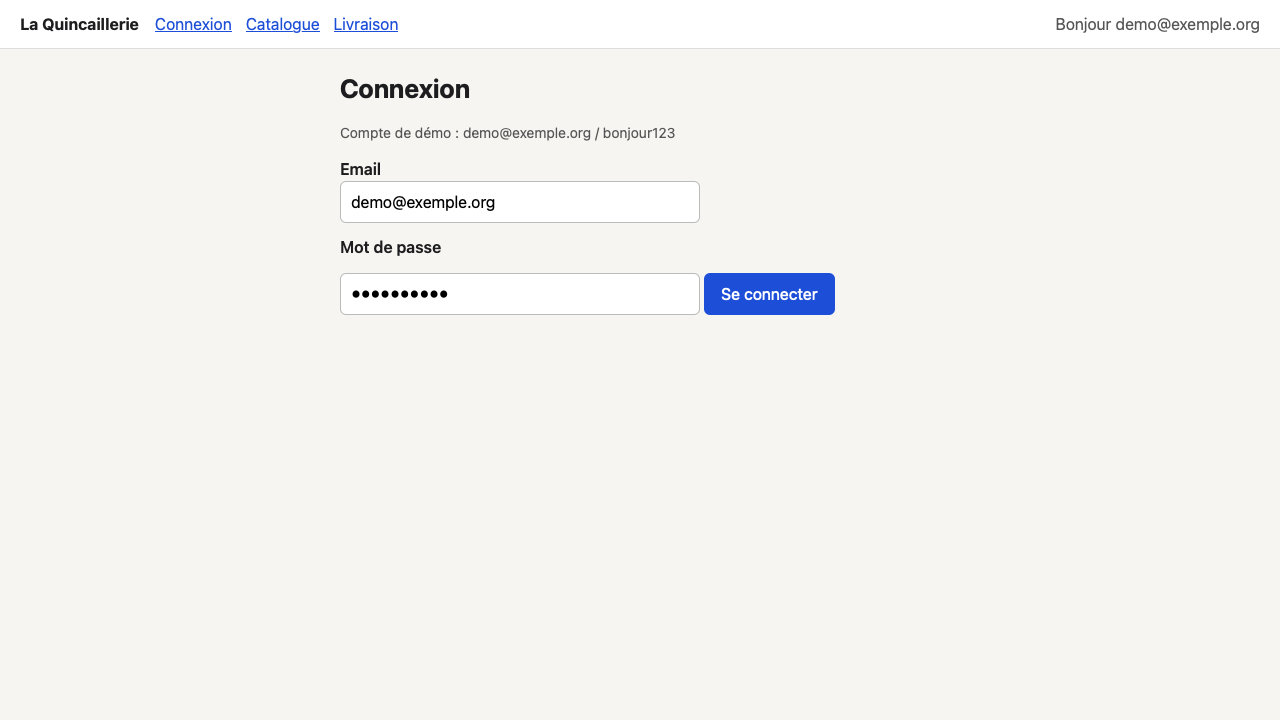 La Quincaillerie Connexion Catalogue Livraison Bonjour demo@exemple.org
Connexion
Compte de démo : demo@exemple.org / bonjour123
Email
demo@exemple.org
Mot de passe
●●●●●●●●●● Se connecter